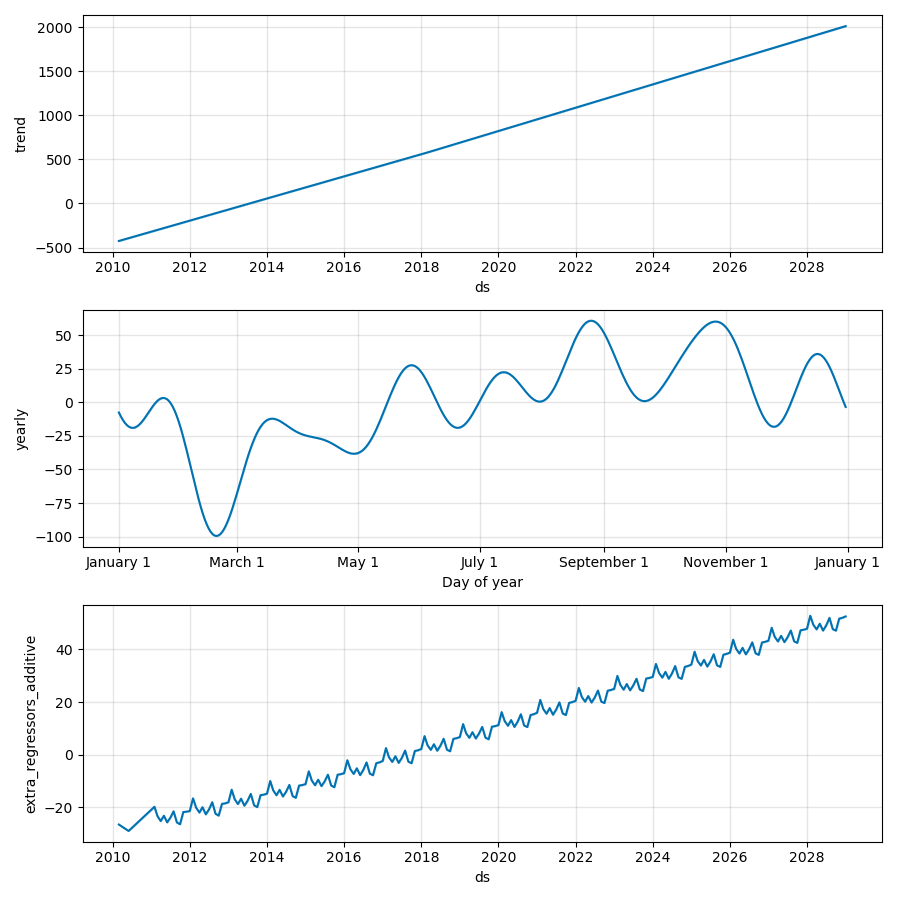 2000
1500
1000
500
0
−500
trend
2010 2012 2014 2016 2018 2020 2022 2024 2026 2028
ds
50
25
0
−25
−50
−75
−100
yearly
January 1 March 1 May 1 July 1 September 1 November 1 January 1
Day of year
40
20
0
−20
extra_regressors_additive
2010 2012 2014 2016 2018 2020 2022 2024 2026 2028
ds